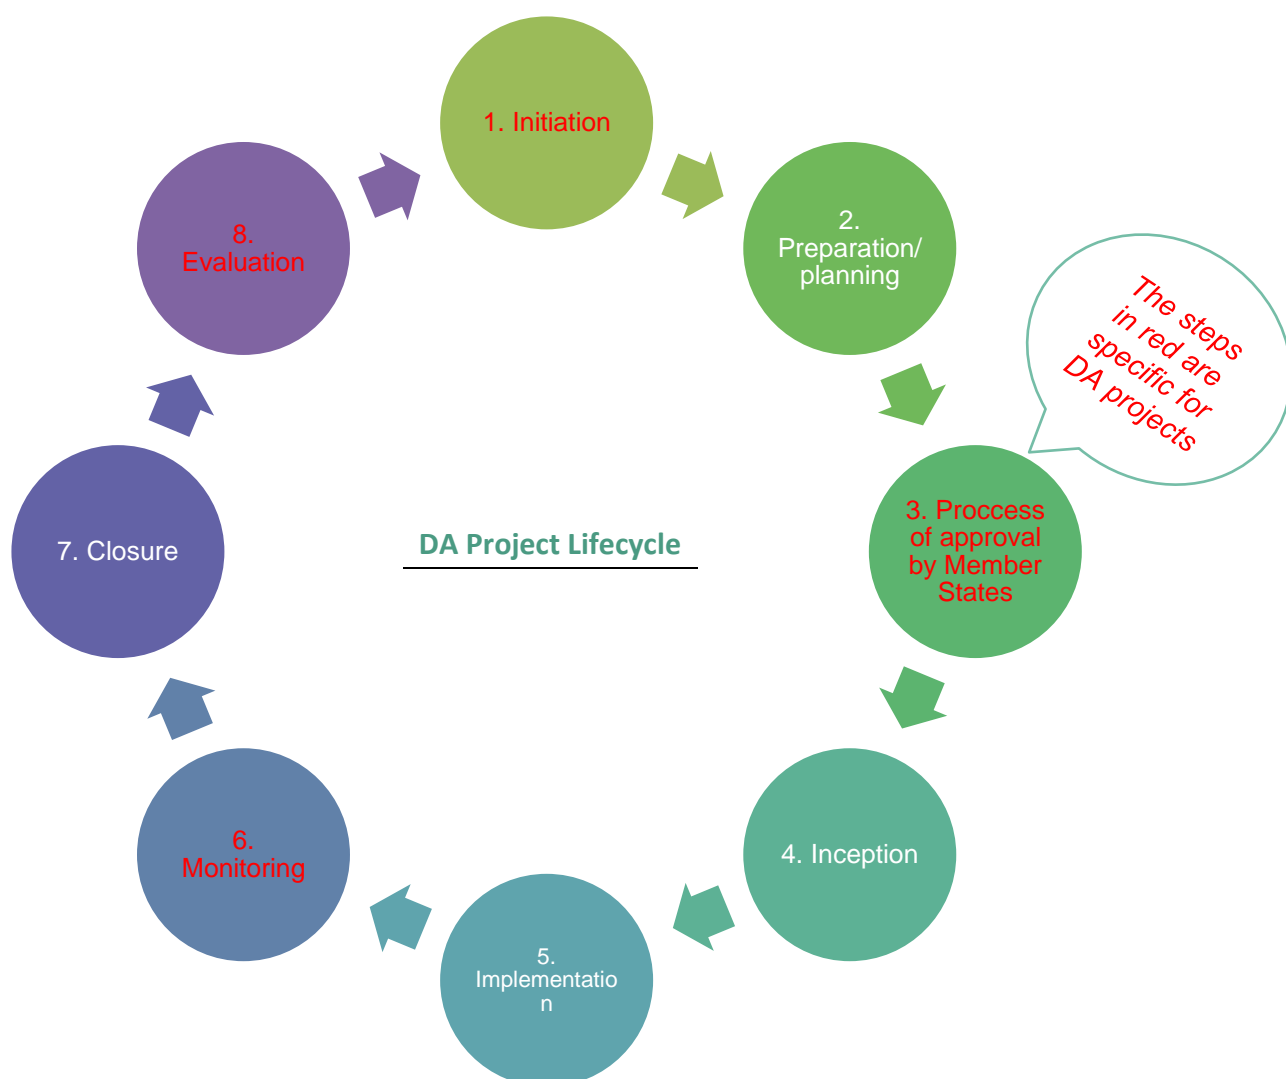 1. Initiation
2.
Preparation/
planning
The steps
in red are
specific for
DA projects
3. Proccess
of approval
by Member
States
4. Inception
5.
Implementatio
n
6.
Monitoring
7. Closure
8.
Evaluation
DA Project Lifecycle